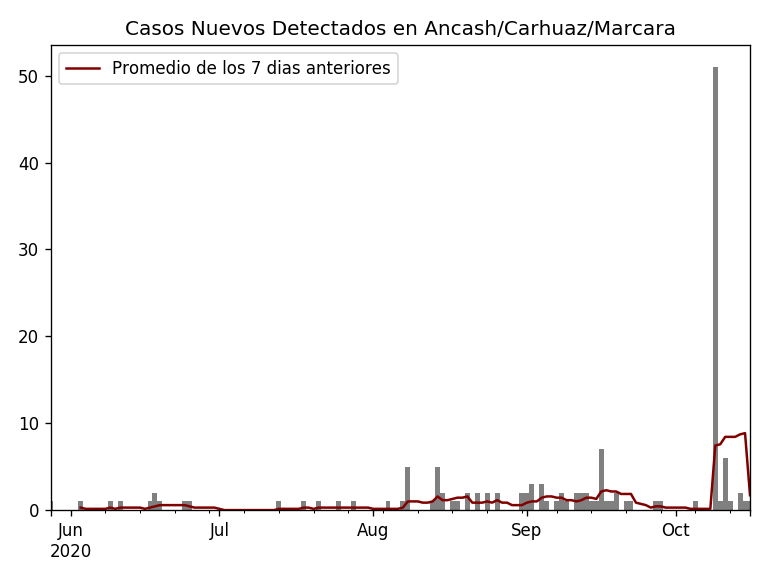 Casos Nuevos Detectados en Ancash/Carhuaz/Marcara
Promedio de los 7 dias anteriores
50
40
30
20
10
0
Jun Jul Aug Sep Oct
2020